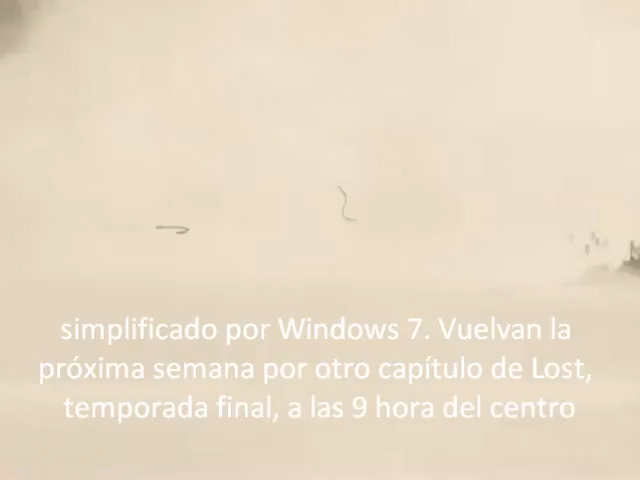 simplificado por Windows 7. Vuelvan la
próxima semana por otro capítulo de Lost,
temporada final, a las 9 hora del centro